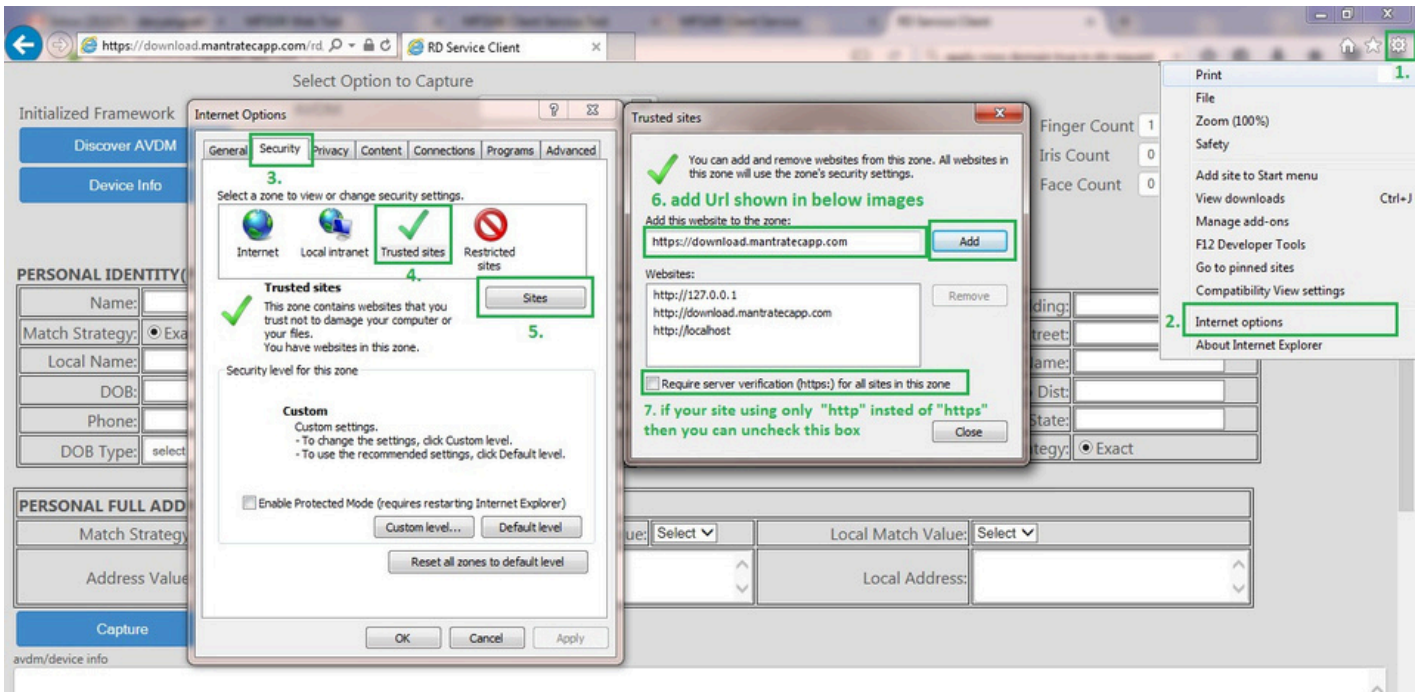 https://download.mantratecapp.com/rd
RD Service Client
1.
Print
File
Zoom (100%)
Safety
Add site to Start menu
View downloads Ctrl+J
Manage add-ons
F12 Developer Tools
Go to pinned sites
Compatibility View settings
2. Internet options
About Internet Explorer
Select Option to Capture
Initialized Framework
Discover AVDM
Device Info
Finger Count 1
Iris Count 0
Face Count 0
Internet Options
General Security Privacy Content Connections Programs Advanced
3.
Select a zone to view or change security settings.
Internet Local intranet Trusted sites Restricted sites
4.
Trusted sites
Sites
5.
This zone contains websites that you
trust not to damage your computer or
your files.
You have websites in this zone.
Security level for this zone
Custom
Custom settings.
- To change the settings, click Custom level.
- To use the recommended settings, click Default level.
Enable Protected Mode (requires restarting Internet Explorer)
Custom level... Default level
Reset all zones to default level
OK Cancel Apply
Trusted sites
You can add and remove websites from this zone. All websites in
this zone will use the zone's security settings.
6. add Url shown in below images
Add this website to the zone:
https://download.mantratecapp.com Add
Websites:
http://127.0.0.1
http://download.mantratecapp.com
http://localhost
Remove
Require server verification (https:) for all sites in this zone
7. if your site using only "http" insted of "https"
then you can uncheck this box
Close
PERSONAL IDENTITY(
Name:
Match Strategy: Exa
Local Name:
DOB:
Phone:
DOB Type: select
lding:
treet:
ame:
Dist:
State:
tegy: Exact
PERSONAL FULL ADD
Match Strategy
ue: Select
Local Match Value: Select
Address Value
Local Address:
Capture
avdm/device info